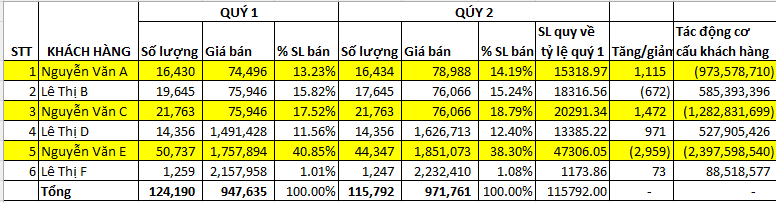 QUÝ 1 QÚY 2
STT KHÁCH HÀNG Số lượng Giá bán % SL bán Số lượng Giá bán % SL bán SL quy về tỷ lệ quý 1 Tăng/giảm Tác động cơ cấu khách hàng
1 Nguyễn Văn A 16,430 74,496 13.23% 16,434 78,988 14.19% 15318.97 1,115 (973,578,710)
2 Lê Thị B 19,645 75,946 15.82% 17,645 76,066 15.24% 18316.56 (672) 585,393,396
3 Nguyễn Văn C 21,763 75,946 17.52% 21,763 76,066 18.79% 20291.34 1,472 (1,282,831,699)
4 Lê Thị D 14,356 1,491,428 11.56% 14,356 1,626,713 12.40% 13385.22 971 527,905,426
5 Nguyễn Văn E 50,737 1,757,894 40.85% 44,347 1,851,073 38.30% 47306.05 (2,959) (2,397,598,540)
6 Lê Thị F 1,259 2,157,958 1.01% 1,247 2,232,410 1.08% 1173.86 73 88,518,577
Tổng 124,190 947,635 100.00% 115,792 971,761 100.00% 115792.00 - -